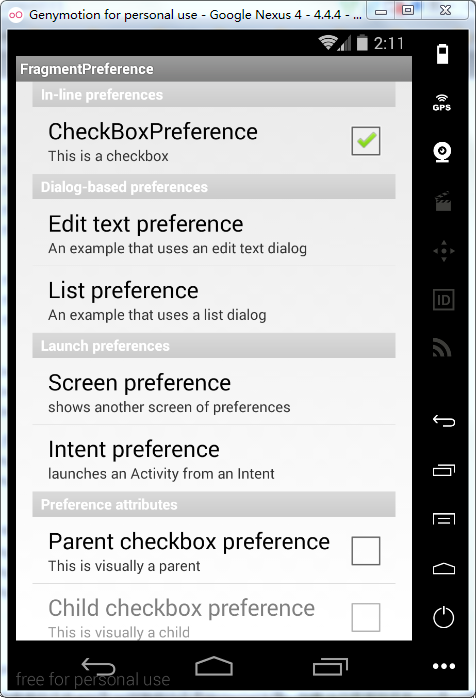 Genymotion for personal use - Google Nexus 4 - 4.4.4 - ...
2:11
FragmentPreference
In-line preferences
CheckBoxPreference
This is a checkbox
Dialog-based preferences
Edit text preference
An example that uses an edit text dialog
List preference
An example that uses a list dialog
Launch preferences
Screen preference
shows another screen of preferences
Intent preference
launches an Activity from an Intent
Preference attributes
Parent checkbox preference
This is visually a parent
Child checkbox preference
This is visually a child
free for personal use
GPS
ID